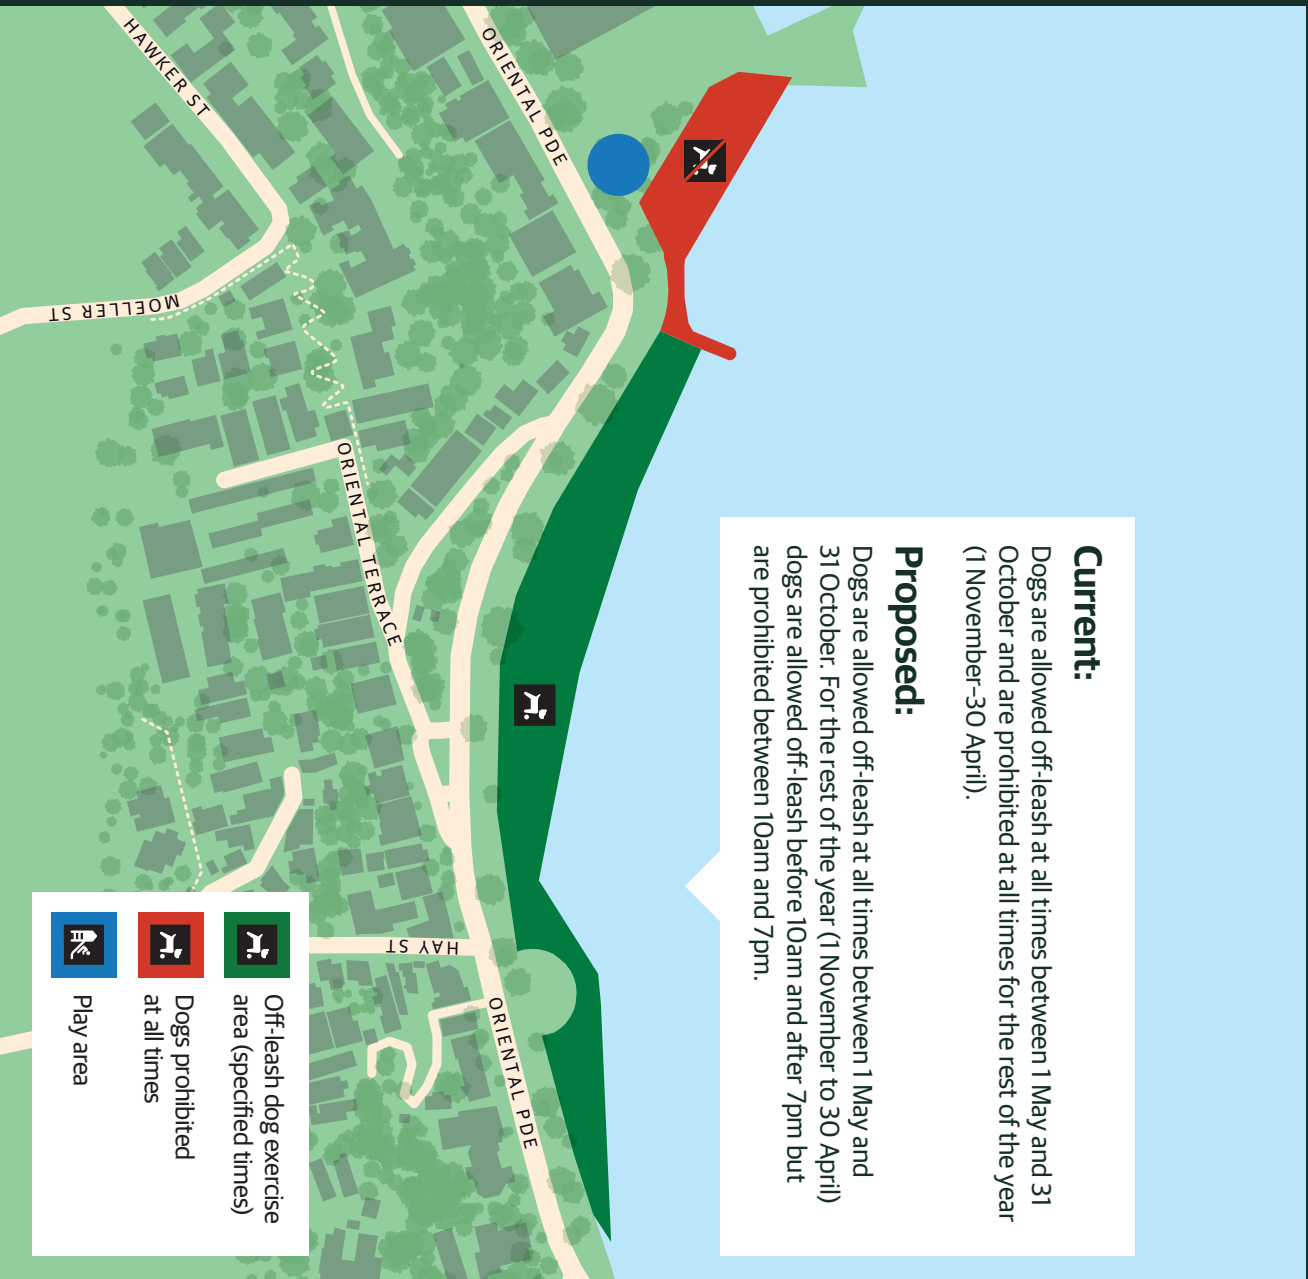 Current:
Dogs are allowed off-leash at all times between 1 May and 31
October and are prohibited at all times for the rest of the year
(1 November–30 April).
Proposed:
Dogs are allowed off-leash at all times between 1 May and
31 October. For the rest of the year (1 November to 30 April)
dogs are allowed off-leash before 10am and after 7pm but
are prohibited between 10am and 7pm.
ORIENTAL PDE
HAWKER ST
MOELLER ST
ORIENTAL TERRACE
HAY ST
ORIENTAL PDE
Off-leash dog exercise
area (specified times)
Dogs prohibited
at all times
Play area